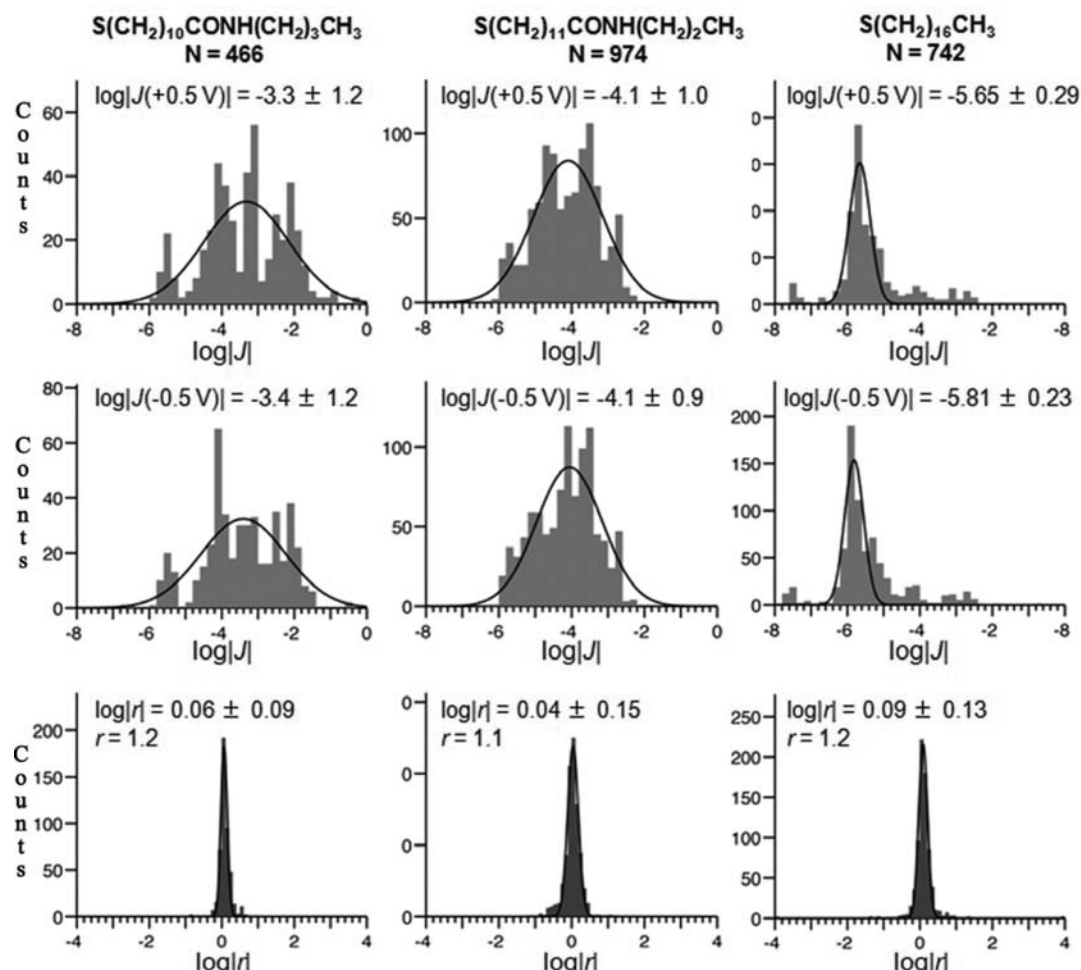 S(CH2)10CONH(CH2)3CH3
N = 466
S(CH2)11CONH(CH2)2CH3
N = 974
S(CH2)16CH3
N = 742
Counts
log|J(+0.5 V)| = -3.3 ± 1.2
60
40
20
0
-8 -6 -4 -2 0
log|J|
log|J(+0.5 V)| = -4.1 ± 1.0
100
50
0
-8 -6 -4 -2 0
log|J|
log|J(+0.5 V)| = -5.65 ± 0.29
0
0
0
0
0
-8 -6 -4 -2 -8
log|J|
Counts
log|J(-0.5 V)| = -3.4 ± 1.2
80
60
40
20
0
-8 -6 -4 -2 0
log|J|
log|J(-0.5 V)| = -4.1 ± 0.9
100
50
0
-8 -6 -4 -2 0
log|J|
log|J(-0.5 V)| = -5.81 ± 0.23
200
150
100
50
0
-8 -6 -4 -2 -8
log|J|
Counts
log|r| = 0.06 ± 0.09
r = 1.2
200
150
100
50
0
-4 -2 0 2 4
log|r|
log|r| = 0.04 ± 0.15
r = 1.1
0
0
0
0
-4 -2 0 2 4
log|r|
log|r| = 0.09 ± 0.13
r = 1.2
250
200
150
100
50
0
-4 -2 0 2 4
log|r|